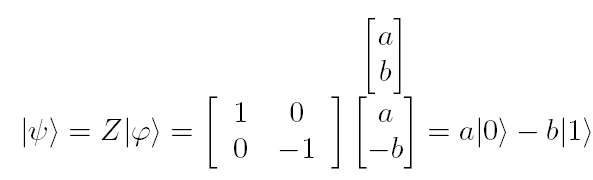 [a
b]
|ψ⟩ = Z|φ⟩ = [1 0
0 −1] [a
−b] = a|0⟩ − b|1⟩